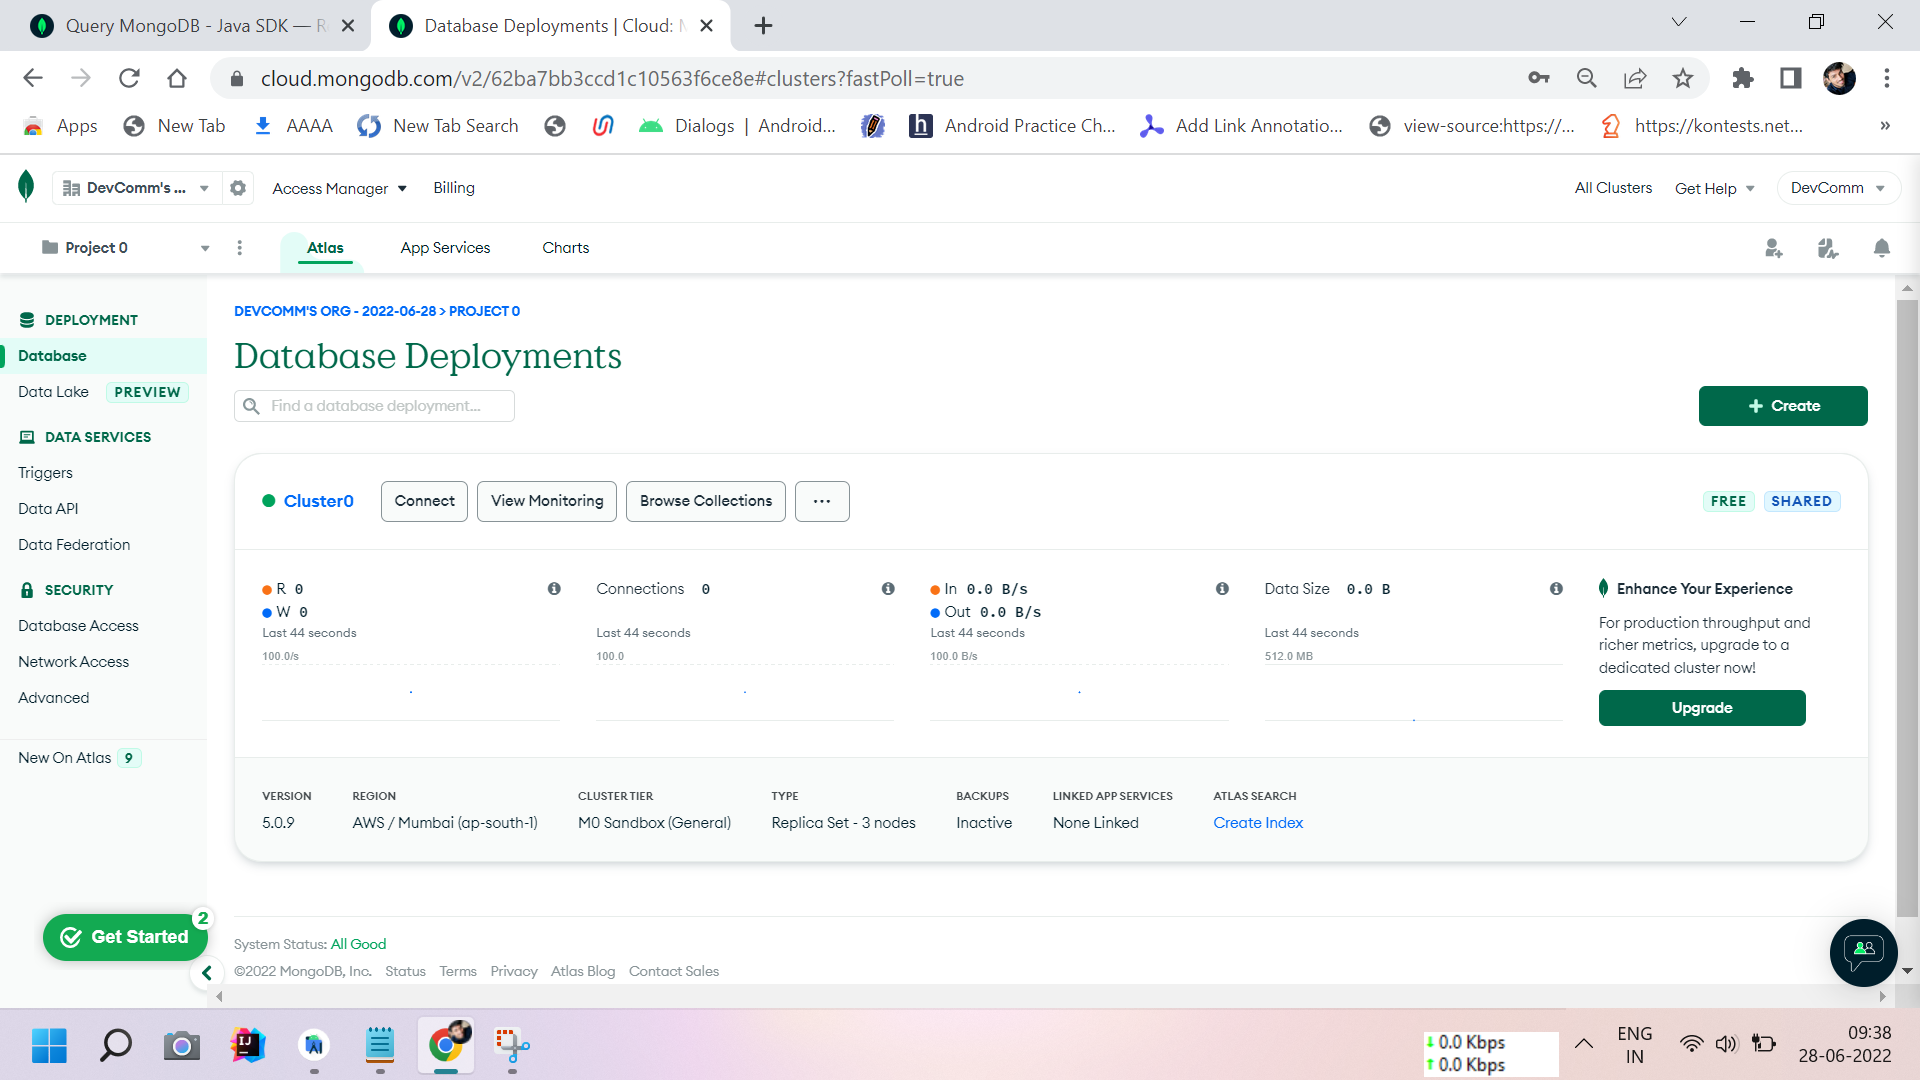 Query MongoDB - Java SDK — R
Database Deployments | Cloud: M
cloud.mongodb.com/v2/62ba7bb3ccd1c10563f6ce8e#clusters?fastPoll=true
Apps
New Tab
AAAA
New Tab Search
Dialogs | Android...
Android Practice Ch...
Add Link Annotatio...
view-source:https://...
https://kontests.net...
»
DevComm's ...
Access Manager
Billing
All Clusters
Get Help
DevComm
Project 0
Atlas
App Services
Charts
DEPLOYMENT
Database
Data Lake PREVIEW
DATA SERVICES
Triggers
Data API
Data Federation
SECURITY
Database Access
Network Access
Advanced
New On Atlas 9
Get Started
2
DEVCOMM'S ORG - 2022-06-28 > PROJECT 0
Database Deployments
Find a database deployment...
+ Create
Cluster0
Connect
View Monitoring
Browse Collections
...
FREE
SHARED
R 0
W 0
Last 44 seconds
100.0/s
Connections 0
Last 44 seconds
100.0
In 0.0 B/s
Out 0.0 B/s
Last 44 seconds
100.0 B/s
Data Size 0.0 B
Last 44 seconds
512.0 MB
Enhance Your Experience
For production throughput and
richer metrics, upgrade to a
dedicated cluster now!
Upgrade
VERSION
5.0.9
REGION
AWS / Mumbai (ap-south-1)
CLUSTER TIER
M0 Sandbox (General)
TYPE
Replica Set - 3 nodes
BACKUPS
Inactive
LINKED APP SERVICES
None Linked
ATLAS SEARCH
Create Index
System Status: All Good
©2022 MongoDB, Inc. Status Terms Privacy Atlas Blog Contact Sales
IJ
0.0 Kbps
0.0 Kbps
ENG
IN
09:38
28-06-2022